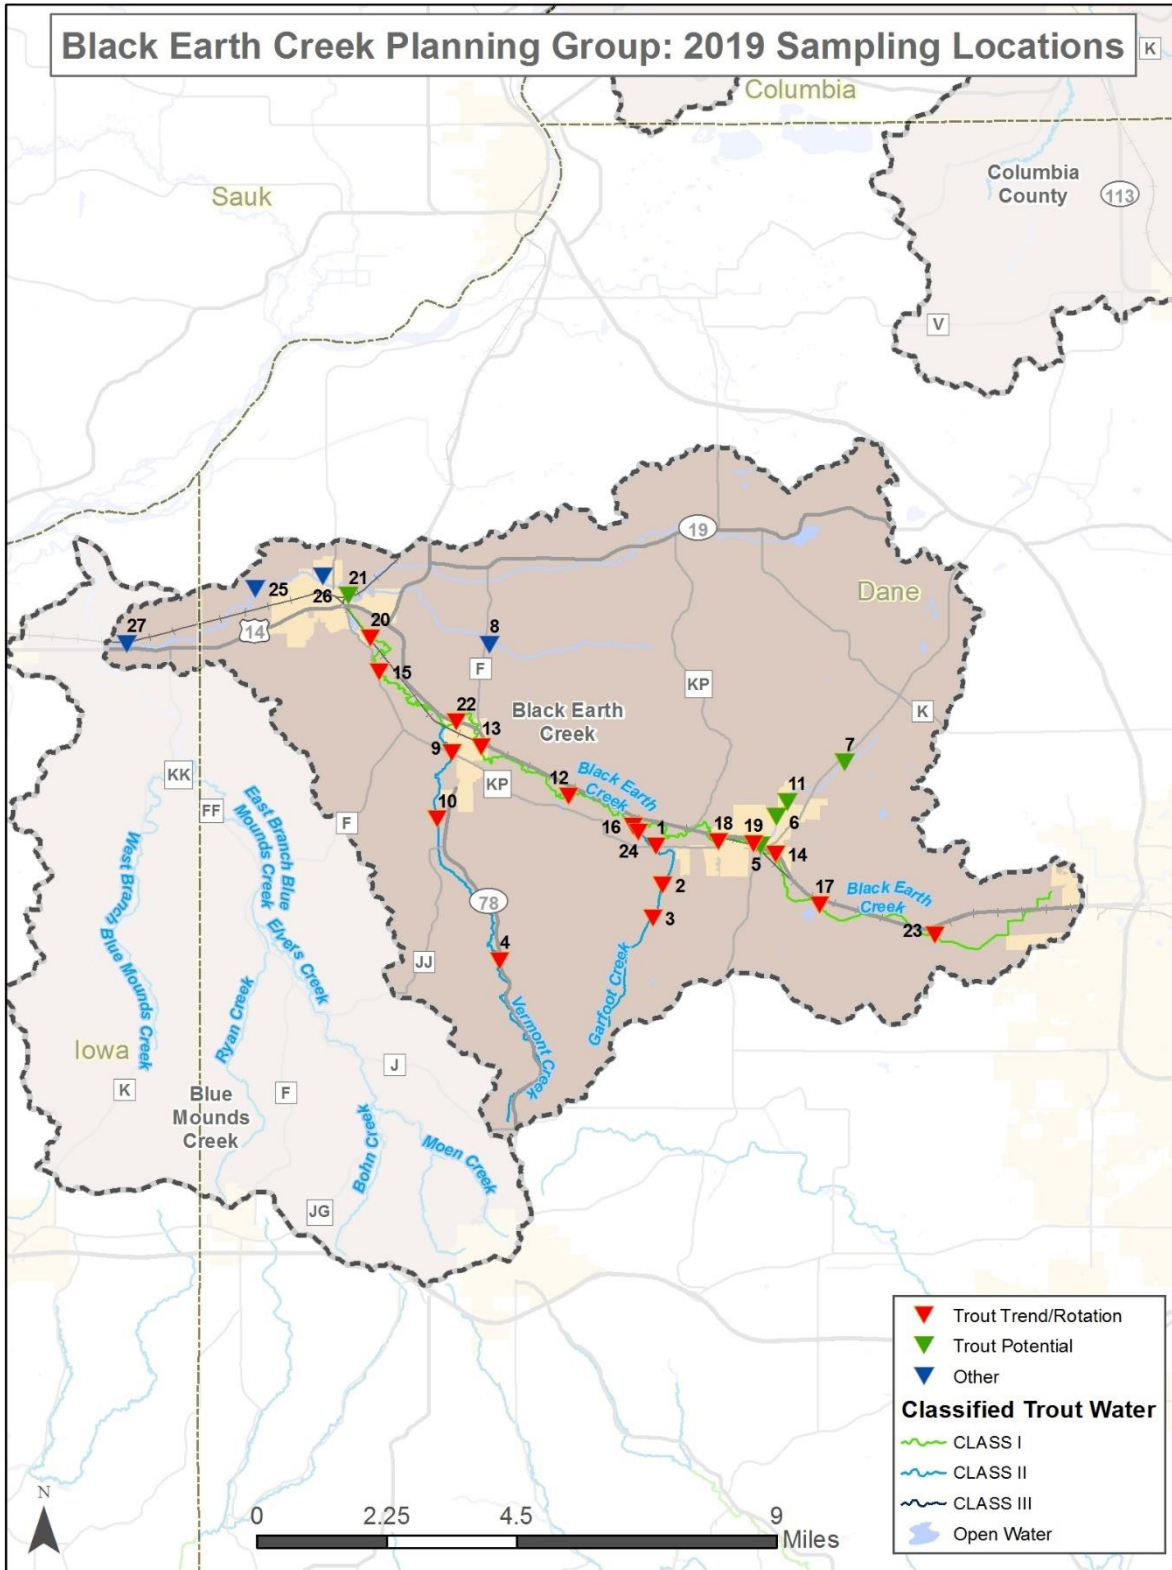 Black Earth Creek Planning Group: 2019 Sampling Locations
K
Columbia
Sauk
Columbia
County
113
V
19
Dane
25
26
21
27
14
20
8
15
F
KP
22
Black Earth
Creek
K
13
9
7
KP
12
Black Earth
Creek
11
KK
FF
10
F
16
1
18
19
6
24
5
14
East Branch Blue
Mounds Creek
West Branch
Blue Mounds Creek
2
17
Black Earth
Creek
78
3
23
Elvers Creek
JJ
4
Garfoot Creek
Ryan Creek
Vermont Creek
Iowa
J
K
F
Blue
Mounds
Creek
Bohn Creek
Moen Creek
JG
Trout Trend/Rotation
Trout Potential
Other
Classified Trout Water
CLASS I
CLASS II
CLASS III
Open Water
N
0
2.25
4.5
9
Miles